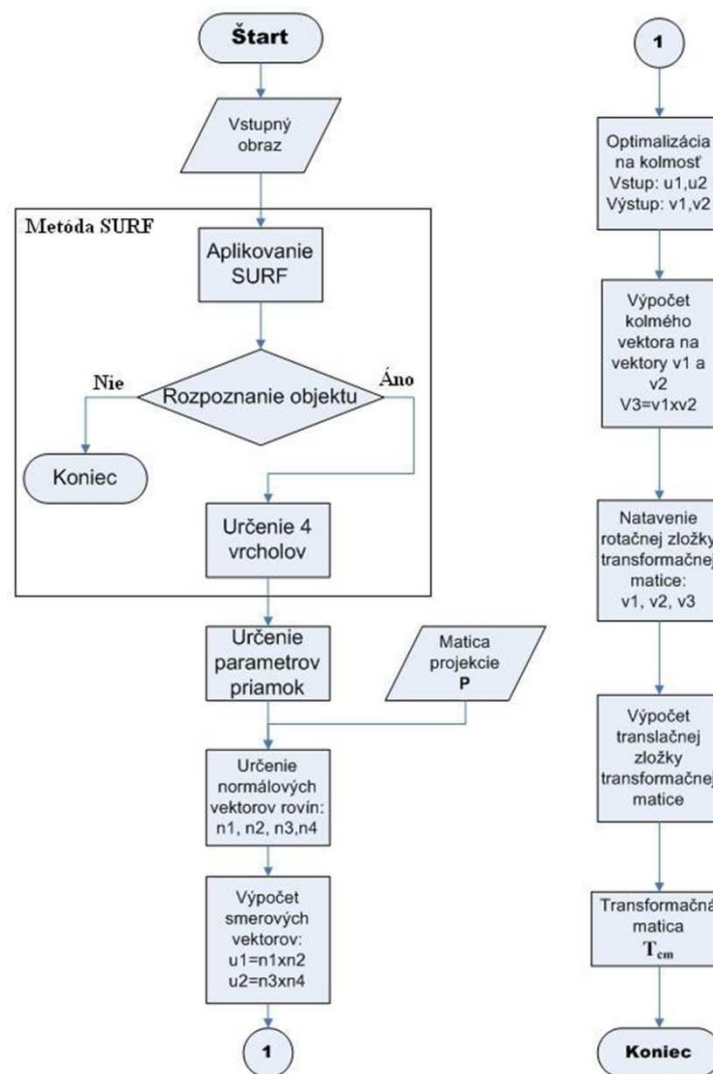 Štart
Vstupný
obraz
Metóda SURF
Aplikovanie
SURF
Nie
Áno
Rozpoznanie objektu
Koniec
Určenie 4
vrcholov
Určenie
parametrov
priamok
Matica
projekcie
P
Určenie
normálových
vektorov rovín:
n1, n2, n3,n4
Výpočet
smerových
vektorov:
u1=n1xn2
u2=n3xn4
1
1
Optimalizácia
na kolmosť
Vstup: u1,u2
Výstup: v1,v2
Výpočet
kolmého
vektora na
vektory v1 a
v2
V3=v1xv2
Natavenie
rotačnej zložky
transformačnej
matice:
v1, v2, v3
Výpočet
translačnej
zložky
transformačnej
matice
Transformačná
matica
Tcm
Koniec